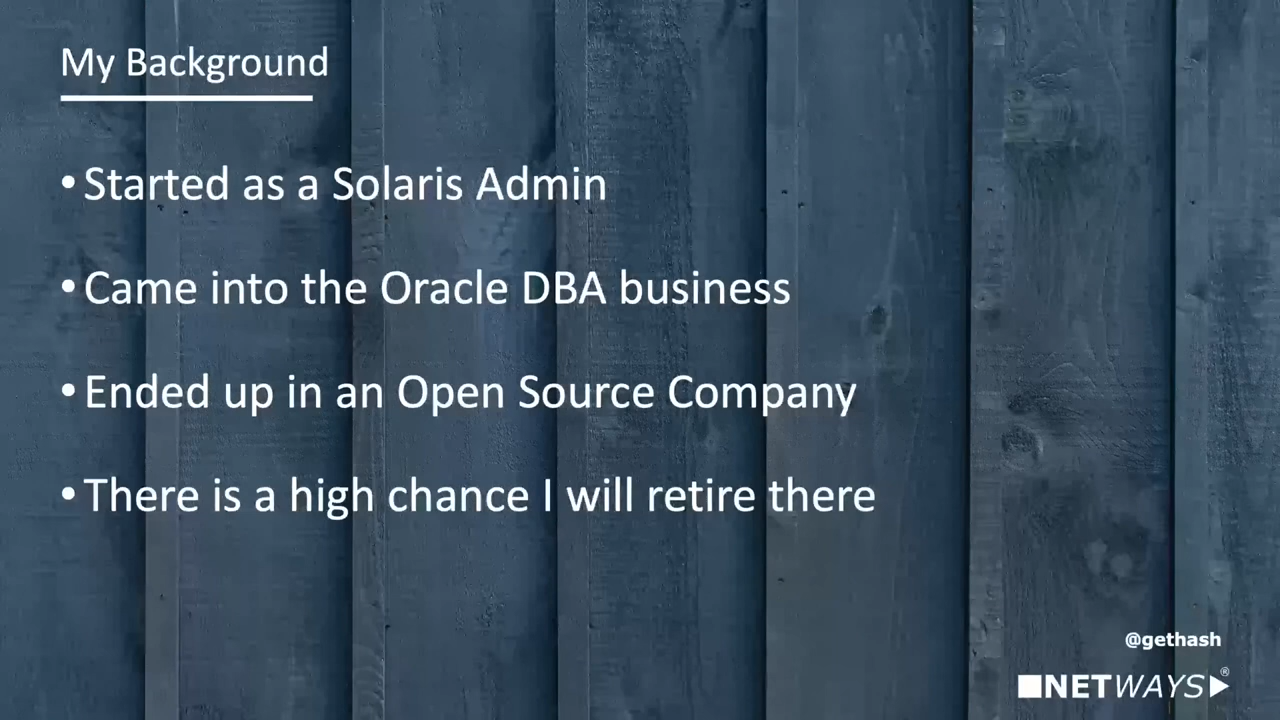 My Background
• Started as a Solaris Admin
• Came into the Oracle DBA business
• Ended up in an Open Source Company
• There is a high chance I will retire there
@gethash
NETWAYS®